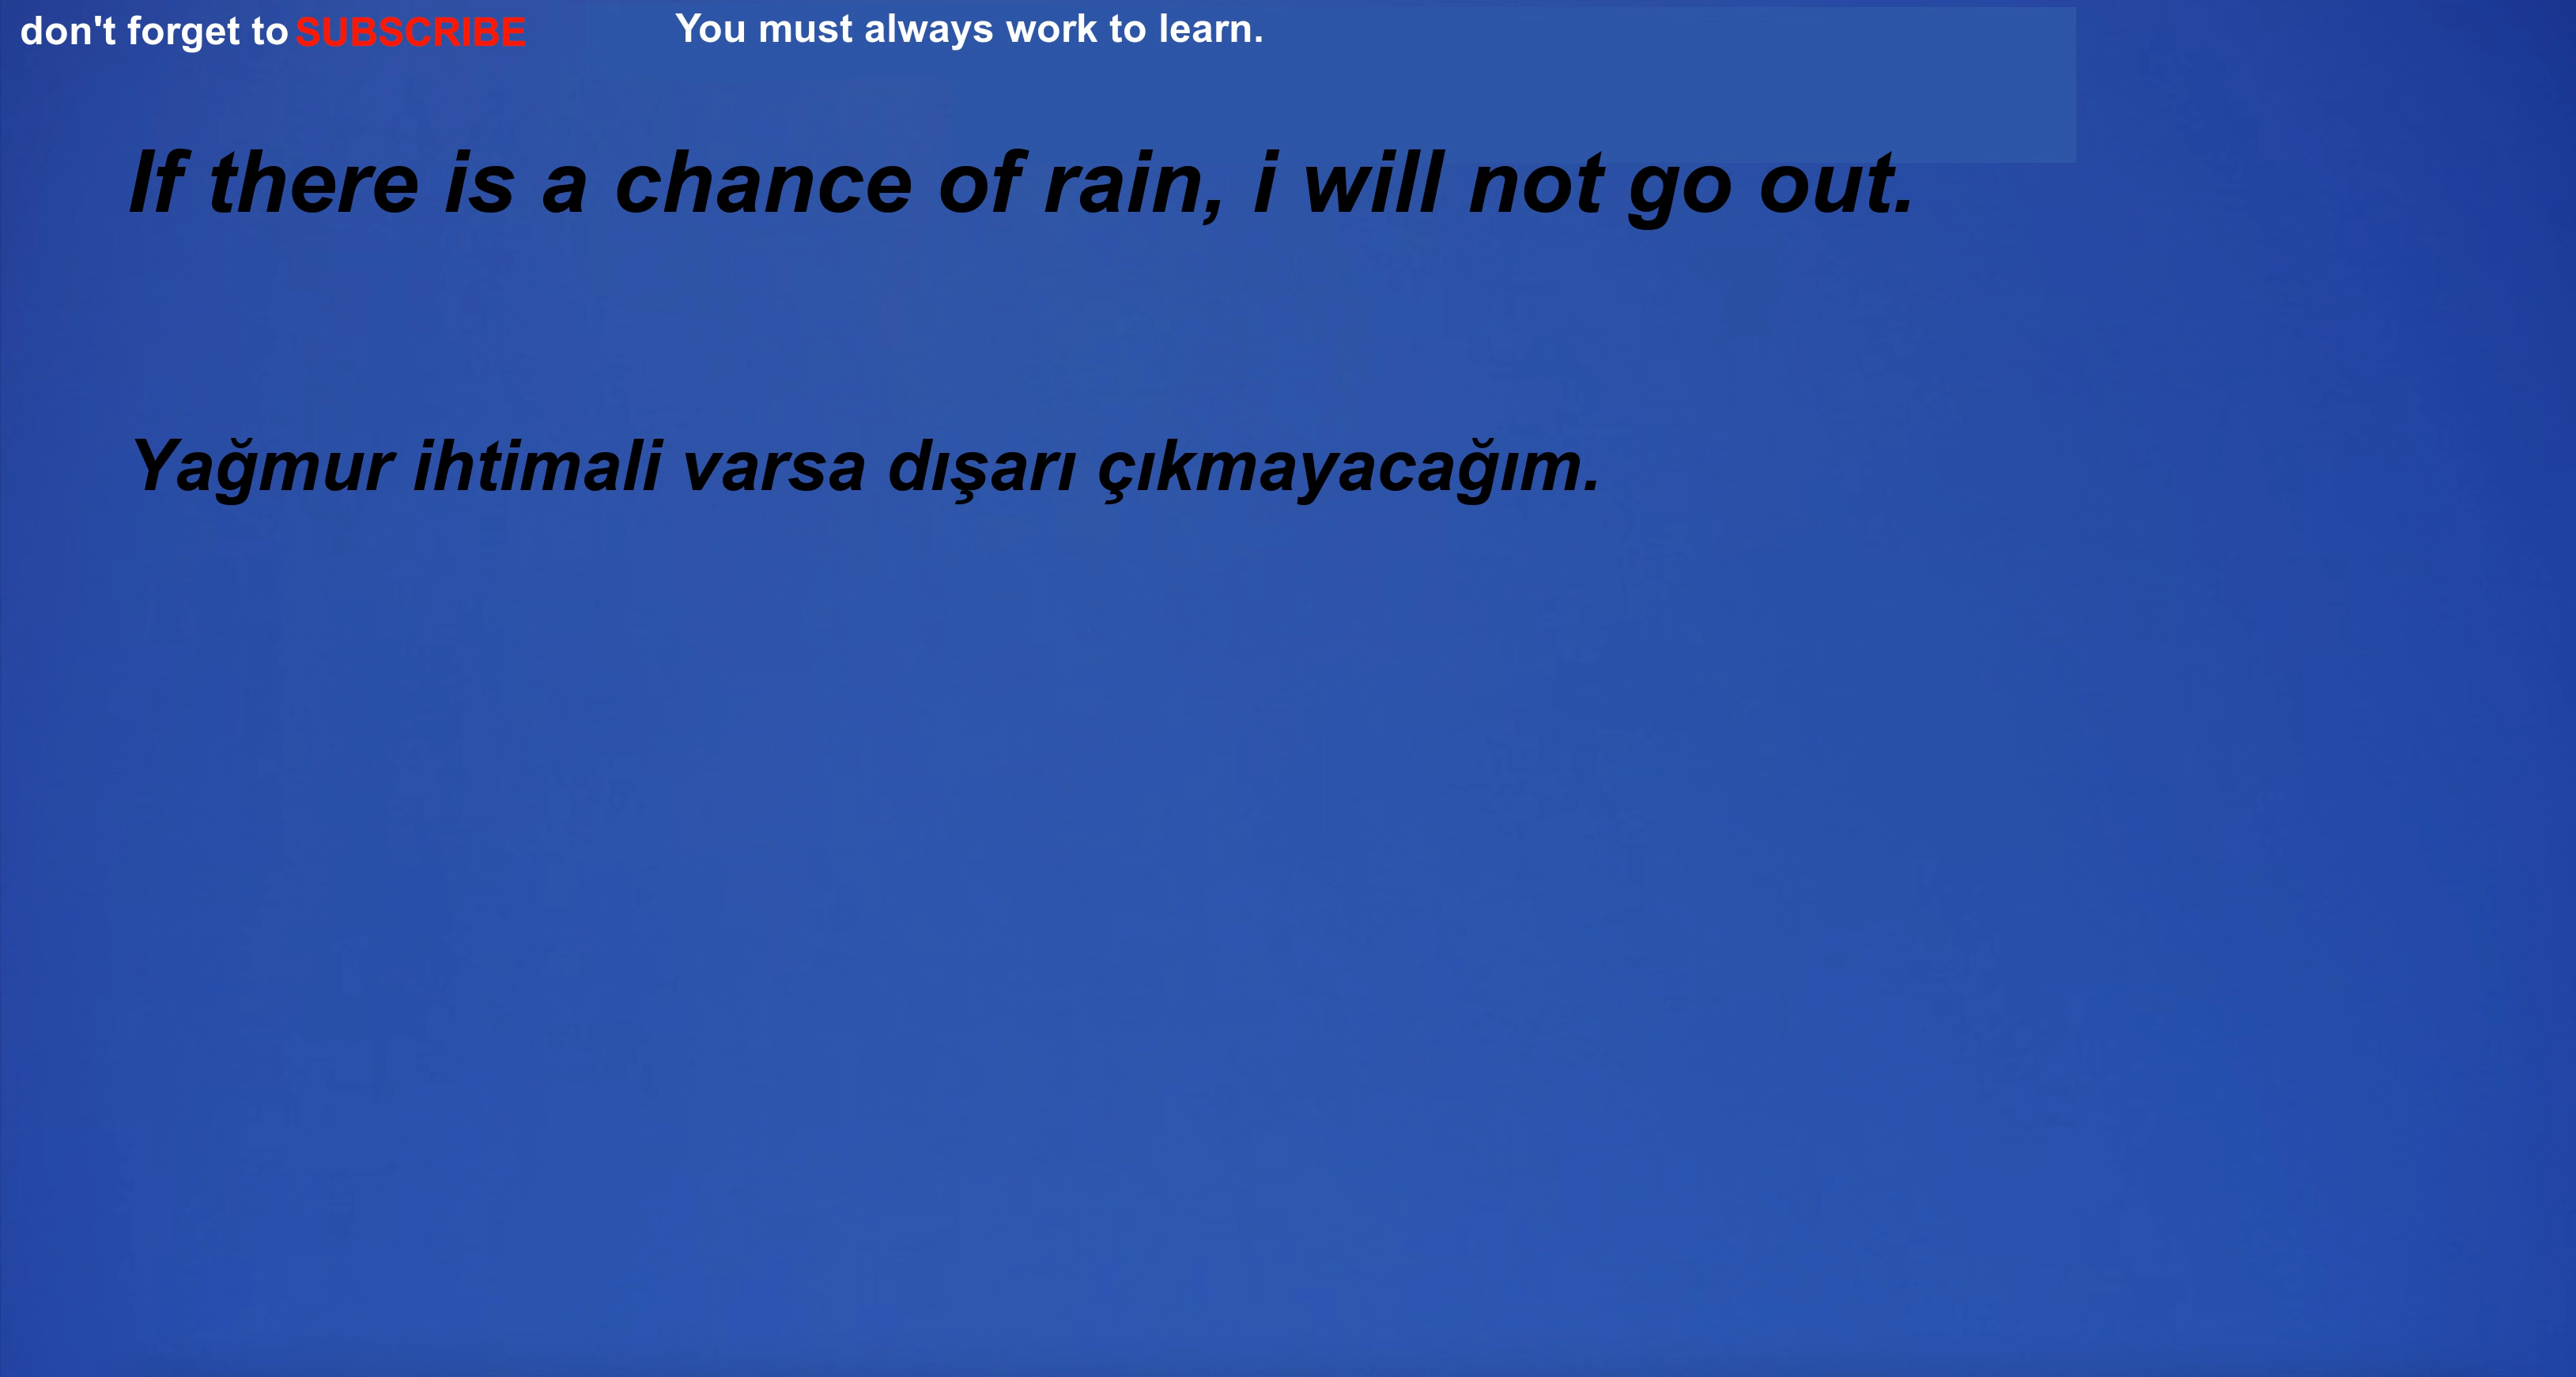 don't forget to SUBSCRIBE You must always work to learn.
If there is a chance of rain, i will not go out.
Yağmur ihtimali varsa dışarı çıkmayacağım.